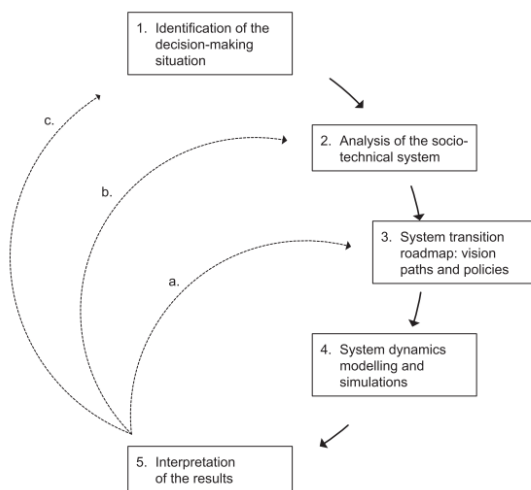 1. Identification of the
decision-making
situation
c.
2. Analysis of the socio-
technical system
b.
3. System transition
roadmap: vision
paths and policies
a.
4. System dynamics
modelling and
simulations
5. Interpretation
of the results